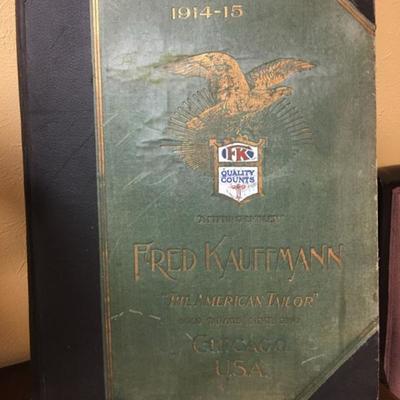 1914-15
FK
QUALITY
COUNTS
FRED KAUFFMANN
"THE AMERICAN TAILOR"
CHICAGO
U.S.A.